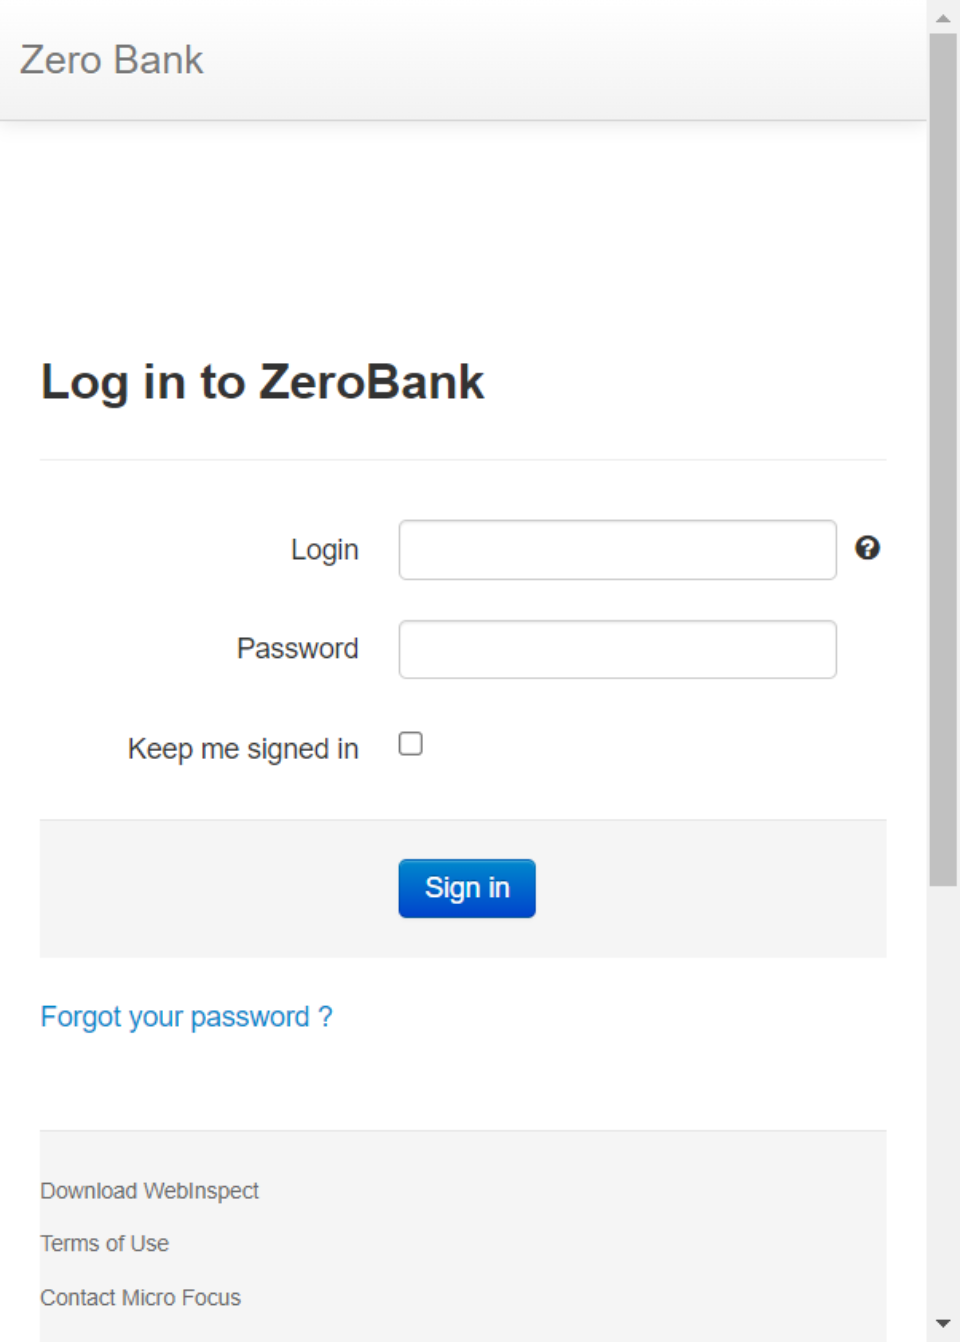 Zero Bank
Log in to ZeroBank
Login
Password
Keep me signed in
Sign in
Forgot your password ?
Download WebInspect
Terms of Use
Contact Micro Focus